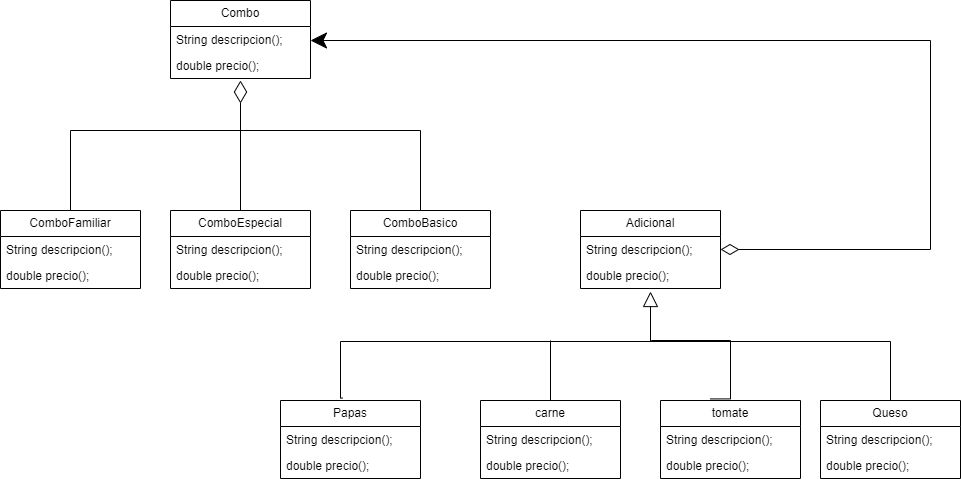 Combo
String descripcion();
double precio();
ComboFamiliar
String descripcion();
double precio();
ComboEspecial
String descripcion();
double precio();
ComboBasico
String descripcion();
double precio();
Adicional
String descripcion();
double precio();
Papas
String descripcion();
double precio();
carne
String descripcion();
double precio();
tomate
String descripcion();
double precio();
Queso
String descripcion();
double precio();